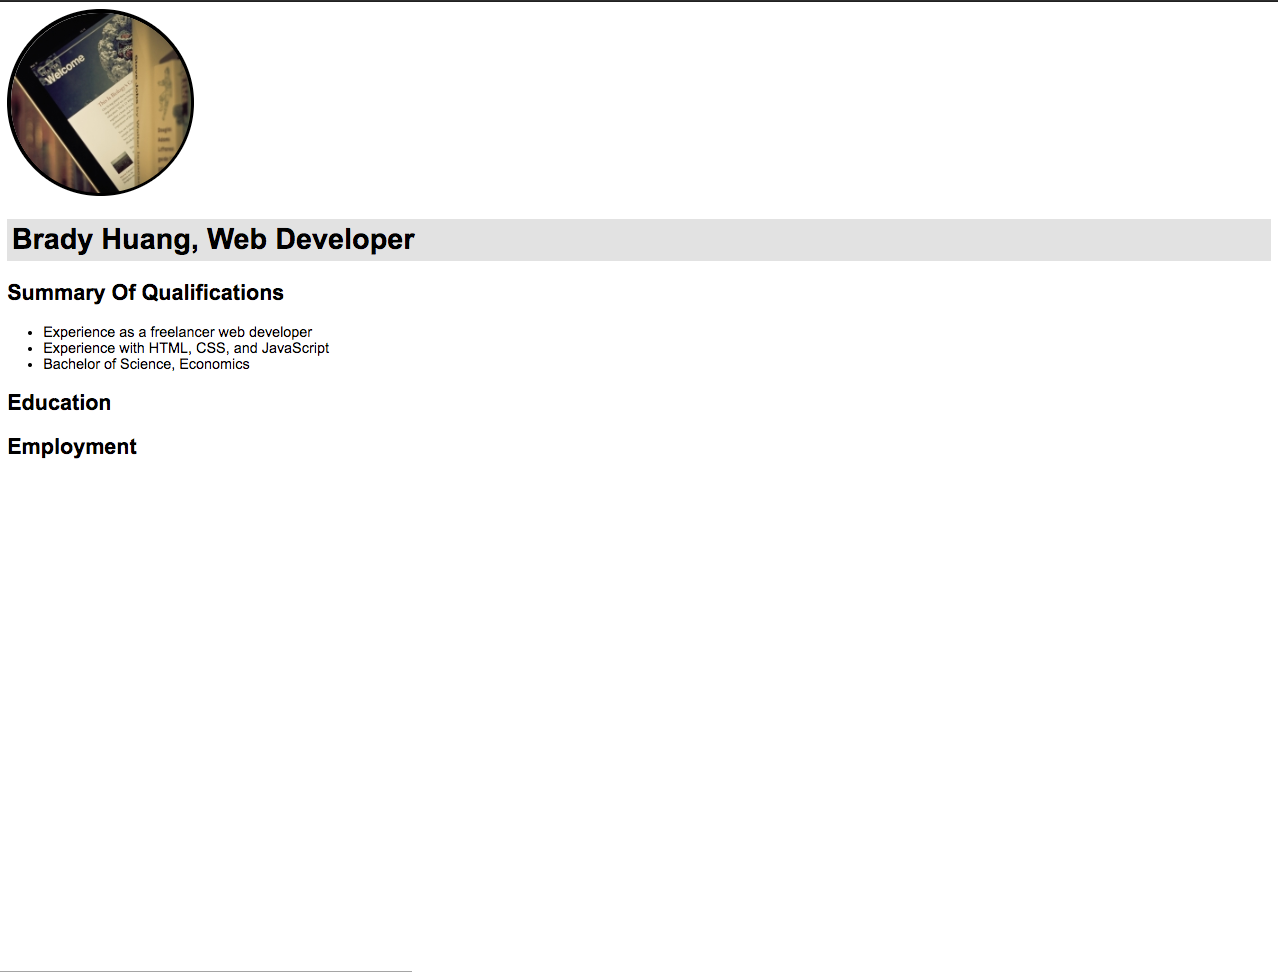 Welcome
Brady Huang, Web Developer
Summary Of Qualifications
Experience as a freelancer web developer
Experience with HTML, CSS, and JavaScript
Bachelor of Science, Economics
Education
Employment